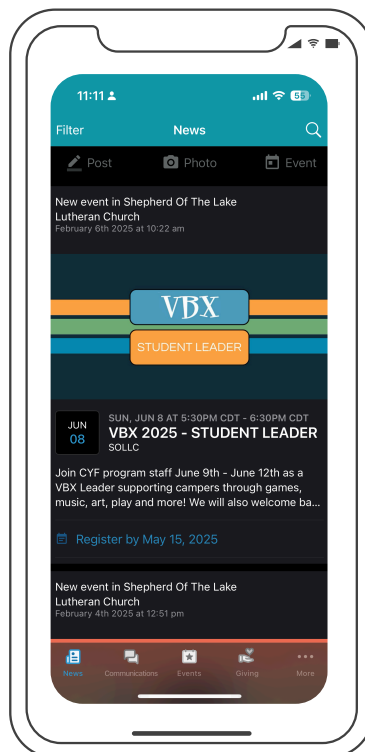 11:11
55
Filter
News
Post
Photo
Event
New event in Shepherd Of The Lake
Lutheran Church
February 6th 2025 at 10:22 am
VBX
STUDENT LEADER
JUN
08
SUN, JUN 8 AT 5:30PM CDT - 6:30PM CDT
VBX 2025 - STUDENT LEADER
SOLLC
Join CYF program staff June 9th - June 12th as a
VBX Leader supporting campers through games,
music, art, play and more! We will also welcome ba...
Register by May 15, 2025
New event in Shepherd Of The Lake
Lutheran Church
February 4th 2025 at 12:51 pm
News
Communications
Events
Giving
More